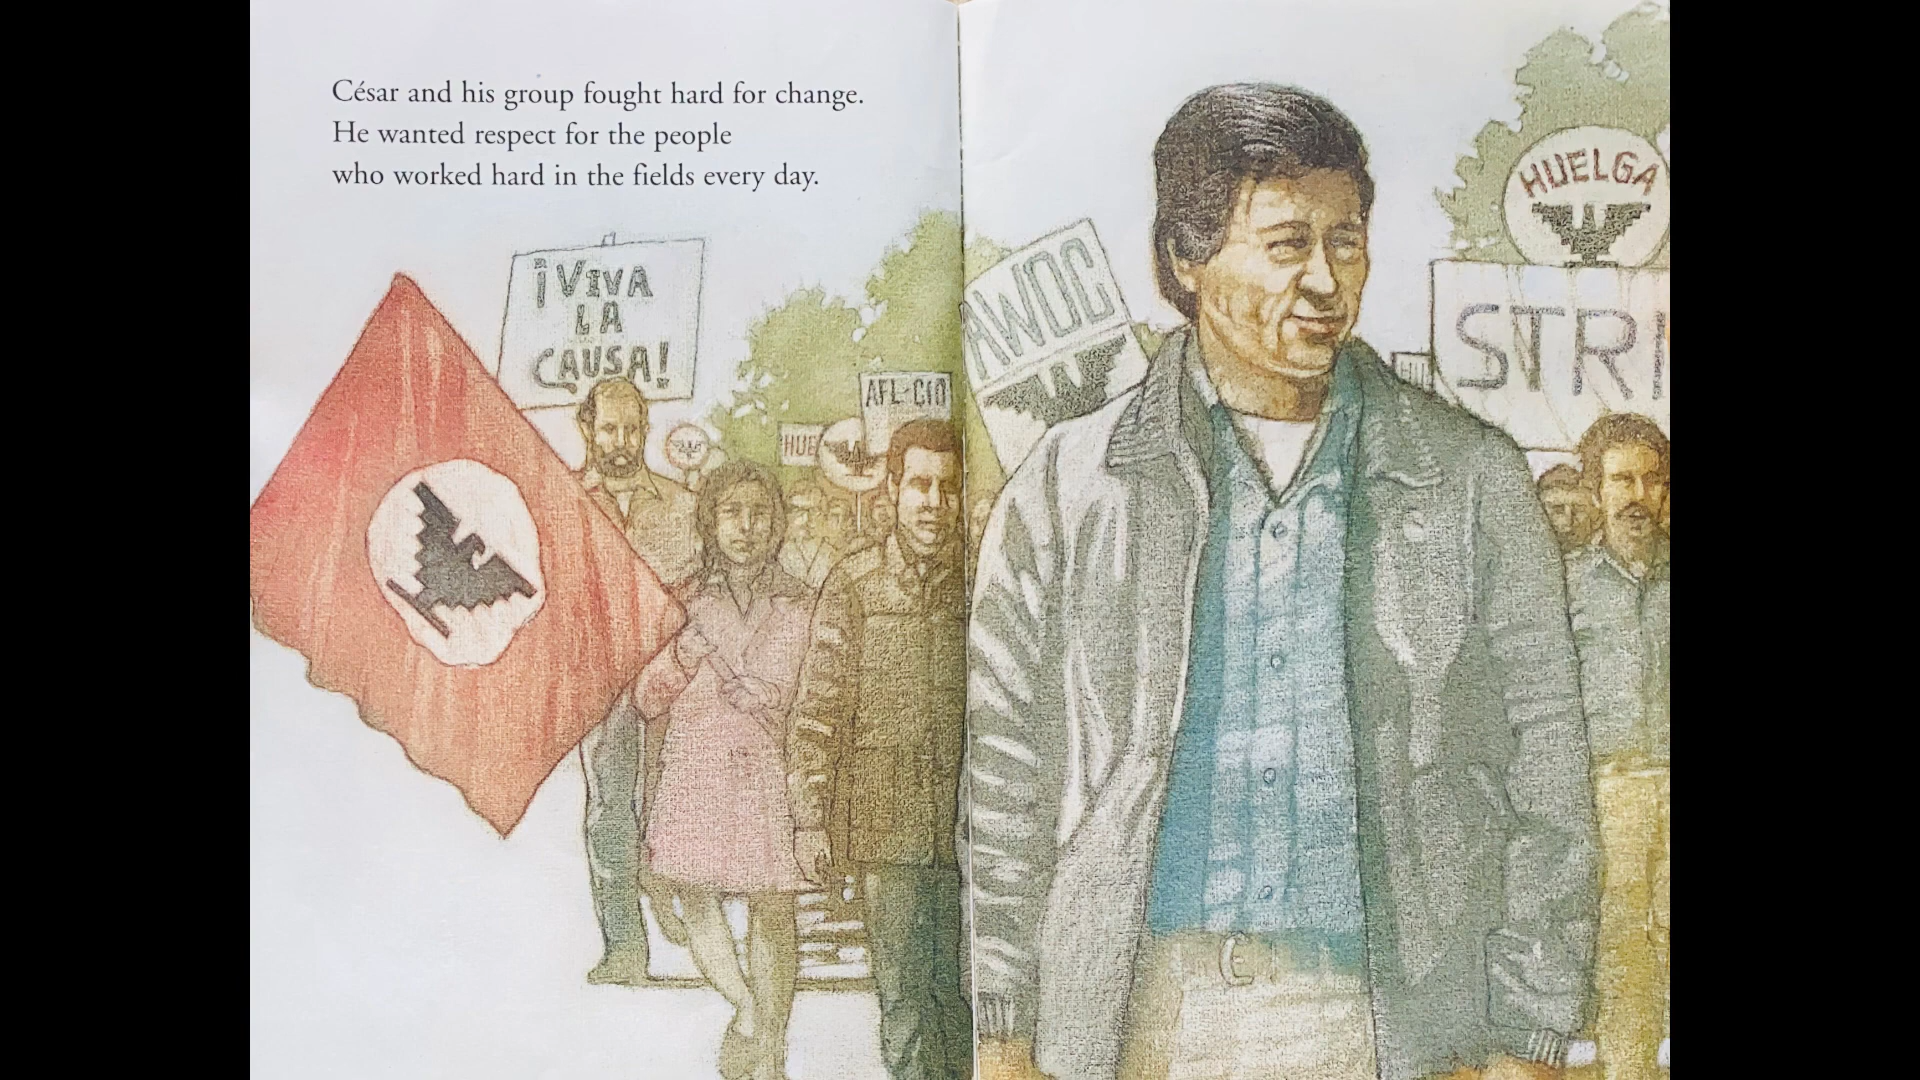 César and his group fought hard for change.
He wanted respect for the people
who worked hard in the fields every day.
¡VIVA
LA
CAUSA!
AFL-CIO
HUE
AWOC
HUELGA
STRI